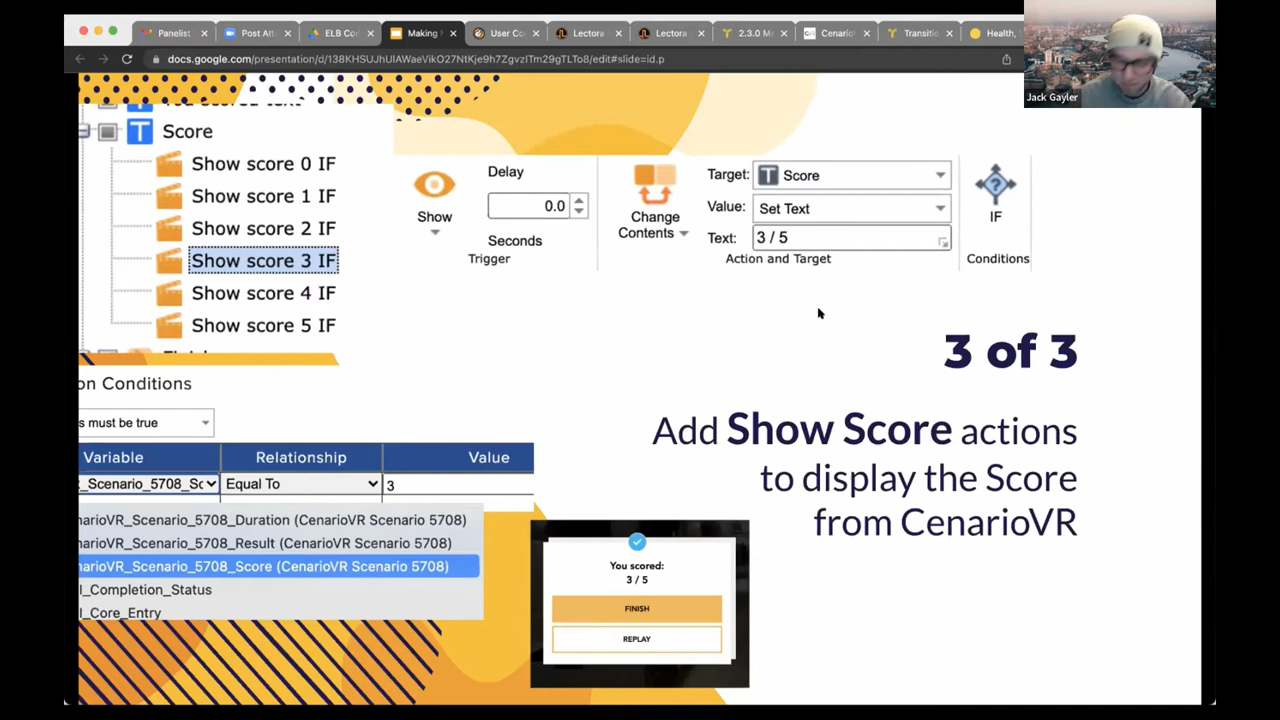 Panelist
Post Att
ELB Co
Making
User Co
Lectora
Lectora
2.3.0 M
Cenario
Transiti
Health,
docs.google.com/presentation/d/
/edit#slide=id.p
Jack Gayler
Score
Show score 0 IF
Show score 1 IF
Show score 2 IF
Show score 3 IF
Show score 4 IF
Show score 5 IF
Show
Delay
0.0
Seconds
Trigger
Change
Contents
Target:
Score
Value:
Set Text
Text:
3 / 5
Action and Target
IF
Conditions
3 of 3
Add Show Score actions
to display the Score
from CenarioVR
on Conditions
s must be true
Variable Relationship Value
_Scenario_5708_Sc Equal To 3
narioVR_Scenario_5708_Duration (CenarioVR Scenario 5708)
narioVR_Scenario_5708_Result (CenarioVR Scenario 5708)
narioVR_Scenario_5708_Score (CenarioVR Scenario 5708)
I_Completion_Status
I_Core_Entry
You scored:
3 / 5
FINISH
REPLAY